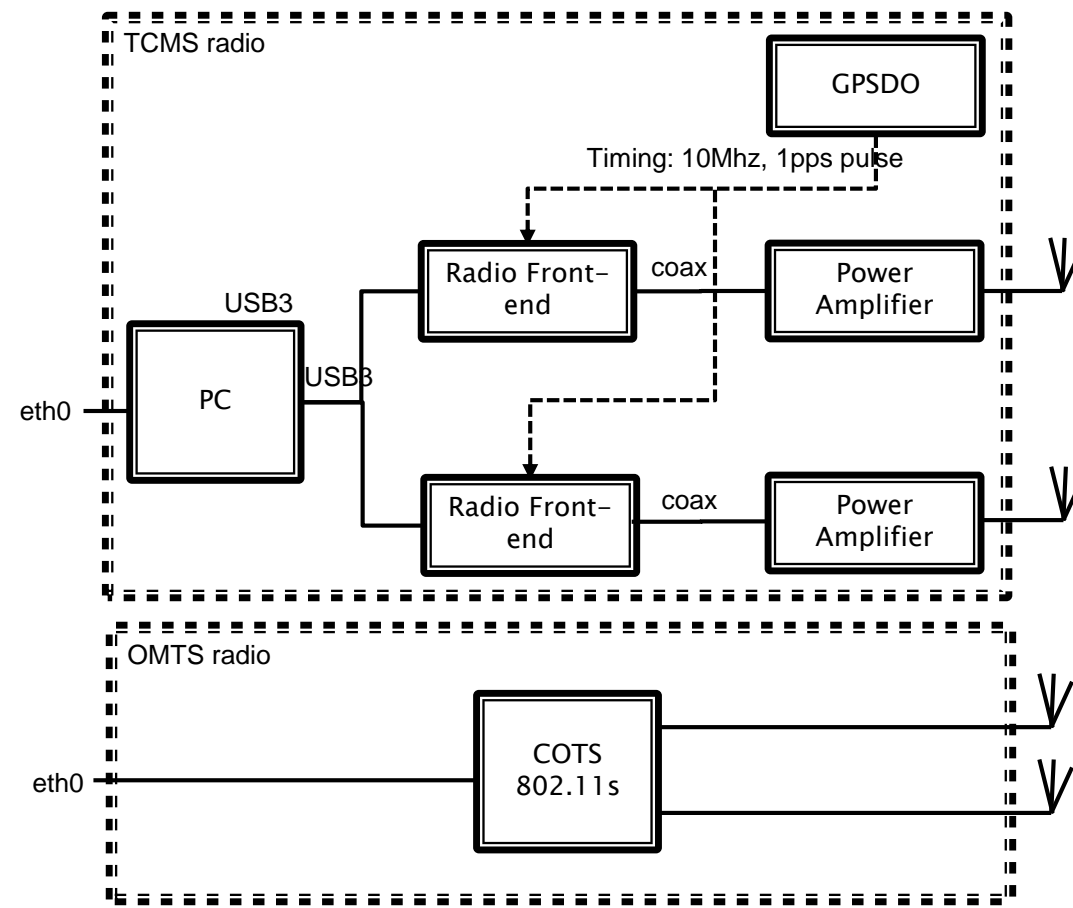 TCMS radio
GPSDO
Timing: 10Mhz, 1pps pulse
Radio Front-
end
coax
Power
Amplifier
USB3
USB3
PC
eth0
Radio Front-
end
coax
Power
Amplifier
OMTS radio
COTS
802.11s
eth0